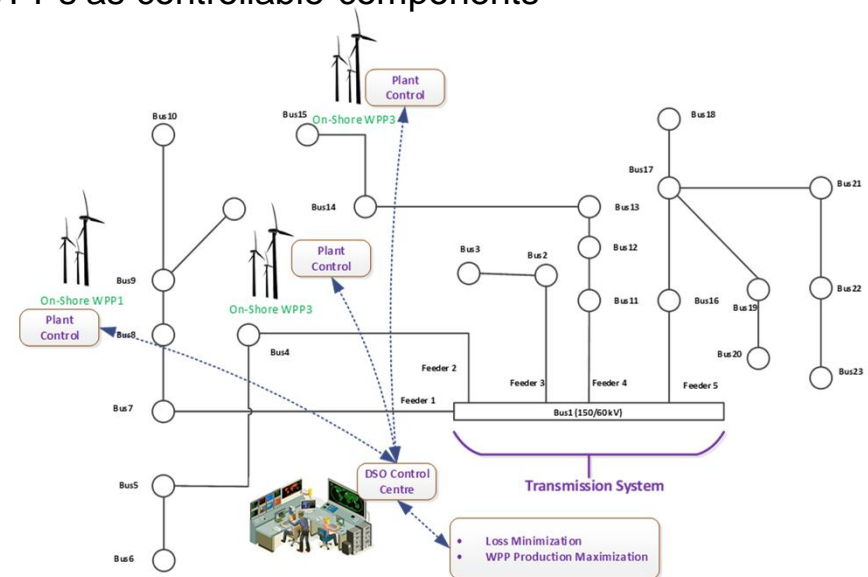 as controllable components
Plant
Control
Bus10
Bus15
On-Shore WPP3
Bus18
Bus17
Bus21
Bus14
Bus13
Bus3
Bus2
Bus12
Plant
Control
Bus9
On-Shore WPP1
On-Shore WPP3
Bus11
Bus16
Bus19
Bus22
Plant
Control
Bus8
Bus4
Bus20
Feeder 2
Bus23
Feeder 3
Feeder 4
Feeder 5
Feeder 1
Bus7
Bus1 (150/60kV)
DSO Control
Centre
Transmission System
Bus5
• Loss Minimization
• WPP Production Maximization
Bus6